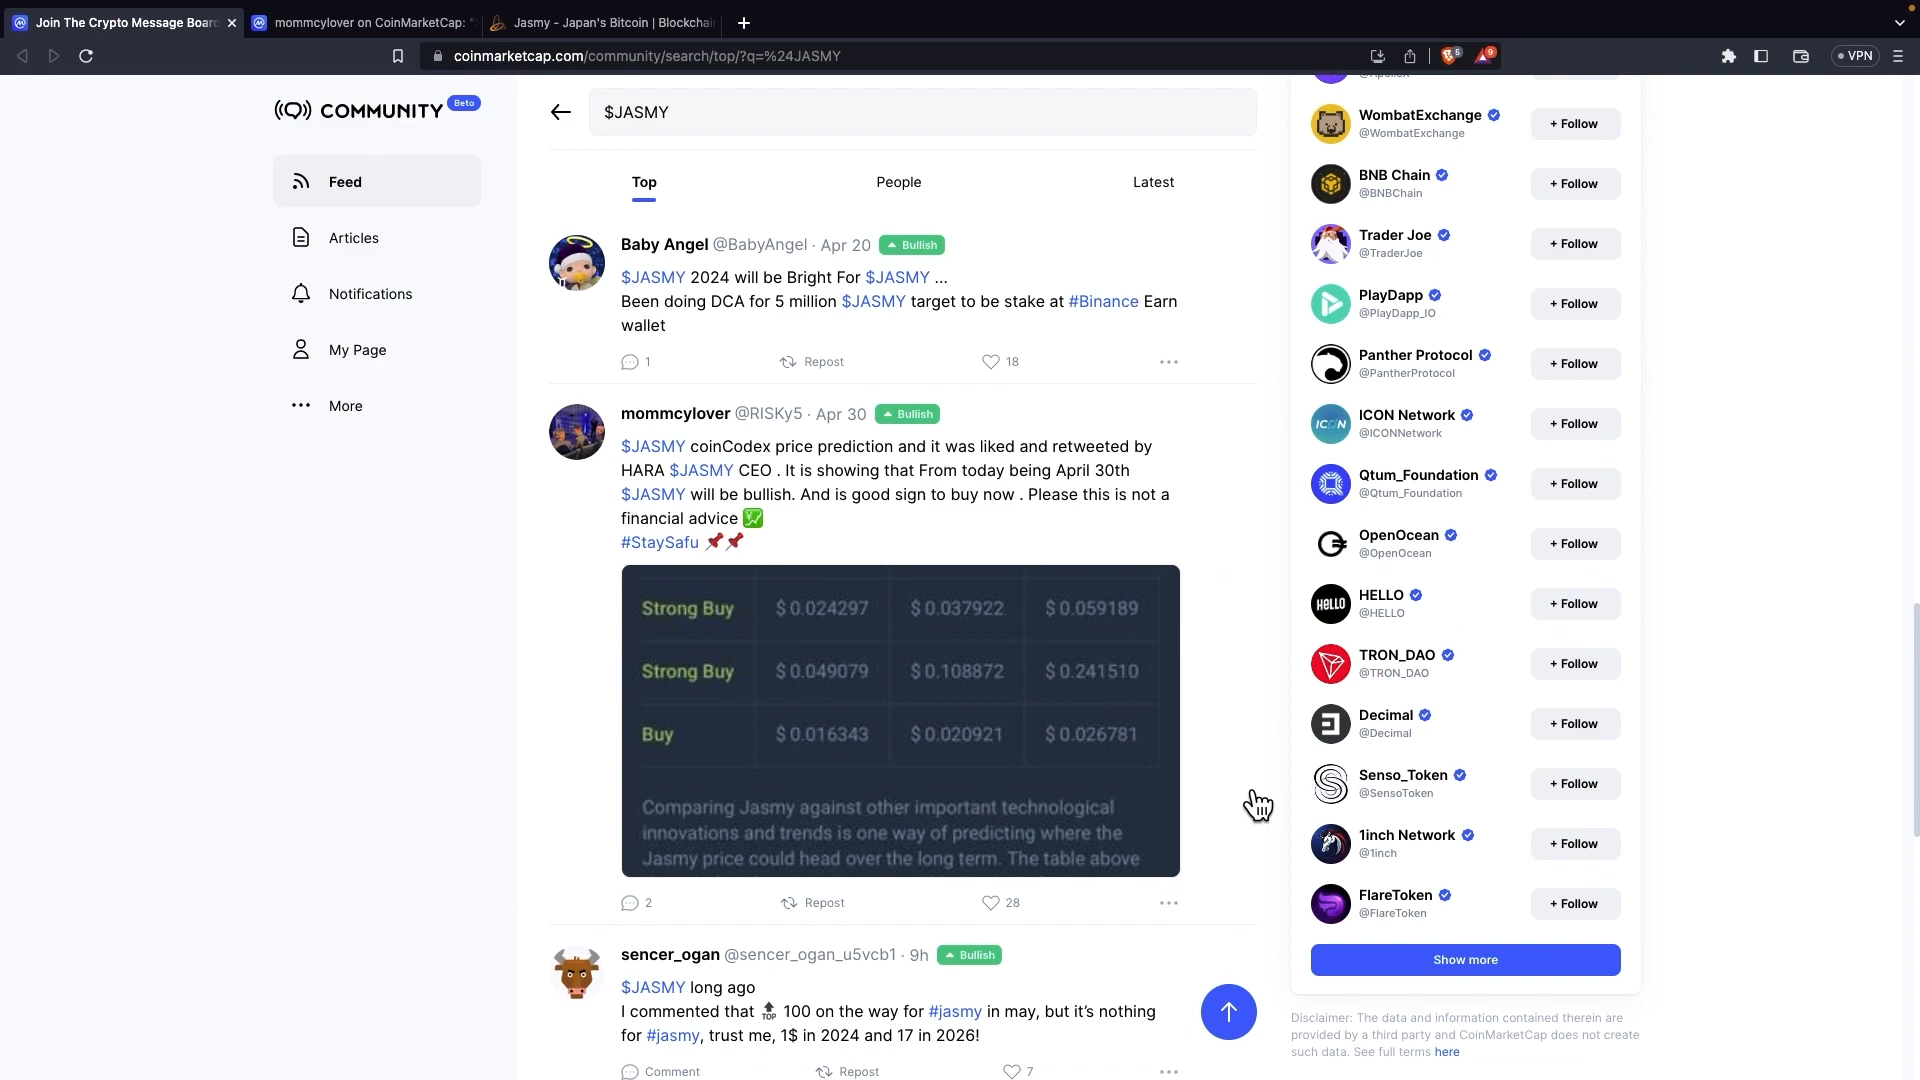 Join The Crypto Message Board
mommcylover on CoinMarketCap: "
Jasmy - Japan's Bitcoin | Blockchain
coinmarketcap.com/community/search/top/?q=%24JASMY
5
9
VPN
COMMUNITY
Beta
Feed
Articles
Notifications
My Page
More
$JASMY
Top
People
Latest
Baby Angel @BabyAngel · Apr 20 Bullish
$JASMY 2024 will be Bright For $JASMY ...
Been doing DCA for 5 million $JASMY target to be stake at #Binance Earn
wallet
1 Repost 18
mommcylover @RISKy5 · Apr 30 Bullish
$JASMY coinCodex price prediction and it was liked and retweeted by
HARA $JASMY CEO . It is showing that From today being April 30th
$JASMY will be bullish. And is good sign to buy now . Please this is not a
financial advice 💹
#StaySafu 📌📌
Strong Buy $ 0.024297 $ 0.037922 $ 0.059189
Strong Buy $ 0.049079 $ 0.108872 $ 0.241510
Buy $ 0.016343 $ 0.020921 $ 0.026781
Comparing Jasmy against other important technological
innovations and trends is one way of predicting where the
Jasmy price could head over the long term. The table above
2 Repost 28
sencer_ogan @sencer_ogan_u5vcb1 · 9h Bullish
$JASMY long ago
I commented that 🔝 100 on the way for #jasmy in may, but it’s nothing
for #jasmy, trust me, 1$ in 2024 and 17 in 2026!
Comment Repost 7
WombatExchange
@WombatExchange
+ Follow
BNB Chain
@BNBChain
+ Follow
Trader Joe
@TraderJoe
+ Follow
PlayDapp
@PlayDapp_IO
+ Follow
Panther Protocol
@PantherProtocol
+ Follow
ICON
ICON Network
@ICONNetwork
+ Follow
Qtum_Foundation
@Qtum_Foundation
+ Follow
OpenOcean
@OpenOcean
+ Follow
HELLO
HELLO
@HELLO
+ Follow
TRON_DAO
@TRON_DAO
+ Follow
Decimal
@Decimal
+ Follow
Senso_Token
@SensoToken
+ Follow
1inch Network
@1inch
+ Follow
FlareToken
@FlareToken
+ Follow
Show more
Disclaimer: The data and information contained therein are
provided by a third party and CoinMarketCap does not create
such data. See full terms here